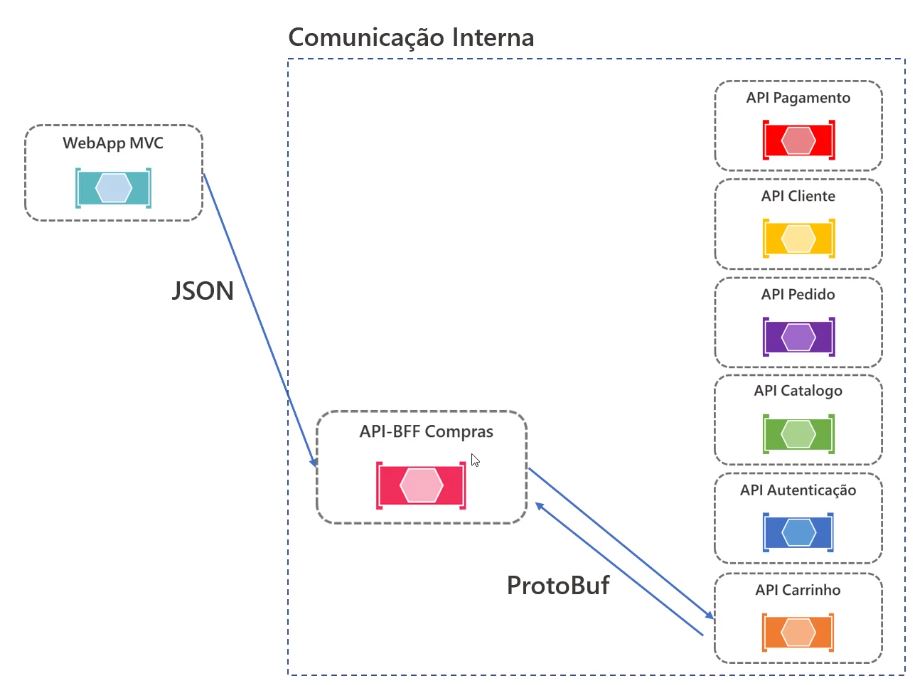 Comunicação Interna
WebApp MVC
JSON
API-BFF Compras
ProtoBuf
API Pagamento
API Cliente
API Pedido
API Catalogo
API Autenticação
API Carrinho